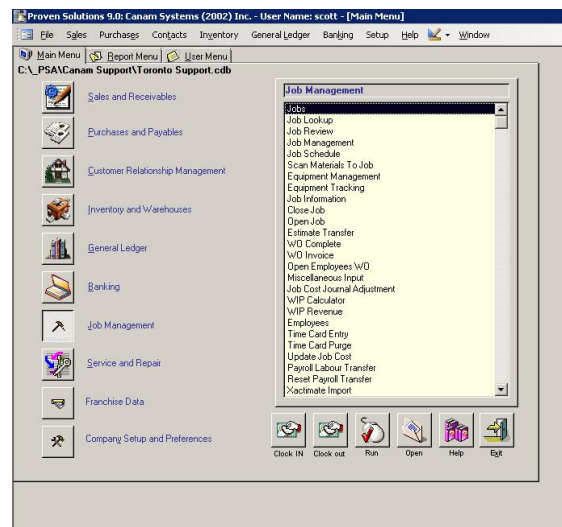 Proven Solutions 9.0: Canam Systems (2002) Inc. - User Name: scott - [Main Menu]
File Sales Purchases Contacts Inventory General Ledger Banking Setup Help Window
Main Menu Report Menu User Menu
C:\_PSA\Canam Support\Toronto Support.cdb
Sales and Receivables
Purchases and Payables
Customer Relationship Management
Inventory and Warehouses
General Ledger
Banking
Job Management
Service and Repair
Franchise Data
Company Setup and Preferences
Job Management
Jobs
Job Lookup
Job Review
Job Management
Job Schedule
Scan Materials To Job
Equipment Management
Equipment Tracking
Job Information
Close Job
Open Job
Estimate Transfer
WO Complete
WO Invoice
Open Employees WO
Miscellaneous Input
Job Cost Journal Adjustment
WIP Calculator
WIP Revenue
Employees
Time Card Entry
Time Card Purge
Update Job Cost
Payroll Labour Transfer
Reset Payroll Transfer
Xactimate Import
Clock IN Clock out Run Open Help Exit